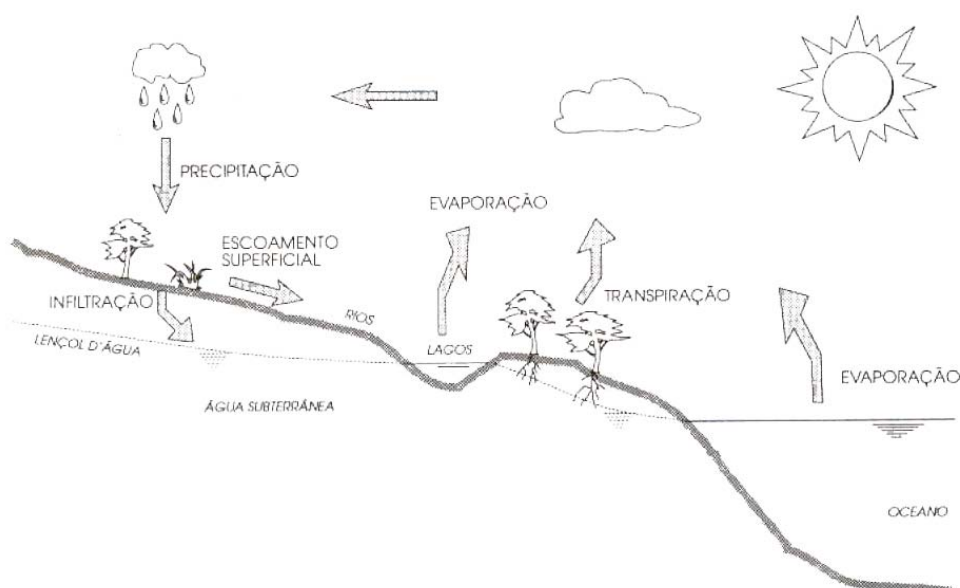 PRECIPITAÇÃO
EVAPORAÇÃO
ESCOAMENTO
SUPERFICIAL
INFILTRAÇÃO
TRANSPIRAÇÃO
RIOS
LENÇOL D'ÁGUA
LAGOS
EVAPORAÇÃO
ÁGUA SUBTERRÂNEA
OCEANO